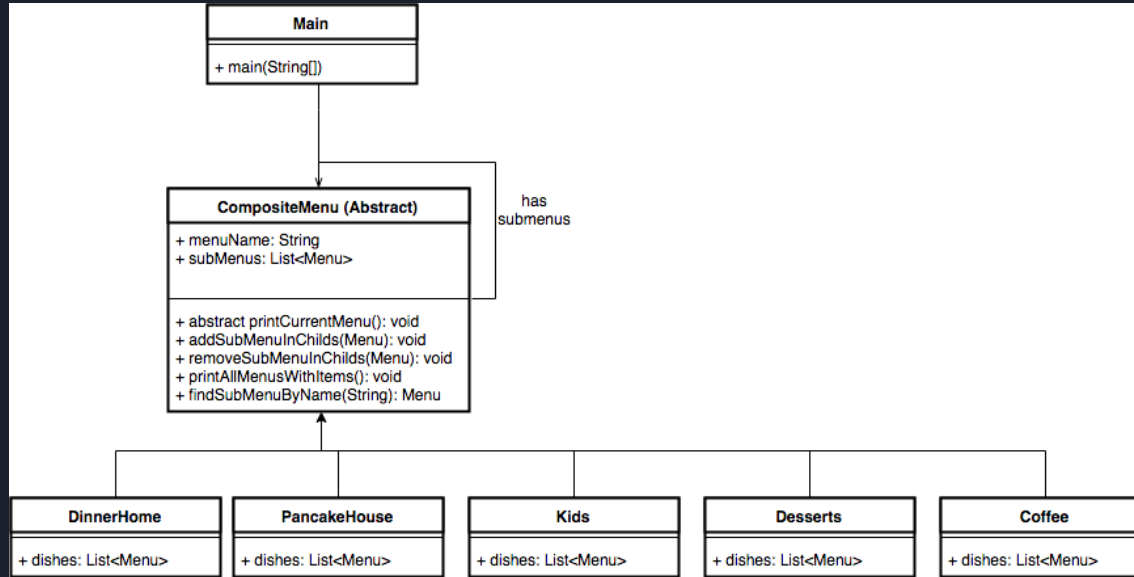 Main
+ main(String[])
has
submenus
CompositeMenu (Abstract)
+ menuName: String
+ subMenus: List<Menu>
+ abstract printCurrentMenu(): void
+ addSubMenuInChilds(Menu): void
+ removeSubMenuInChilds(Menu): void
+ printAllMenusWithItems(): void
+ findSubMenuByName(String): Menu
DinnerHome
+ dishes: List<Menu>
PancakeHouse
+ dishes: List<Menu>
Kids
+ dishes: List<Menu>
Desserts
+ dishes: List<Menu>
Coffee
+ dishes: List<Menu>